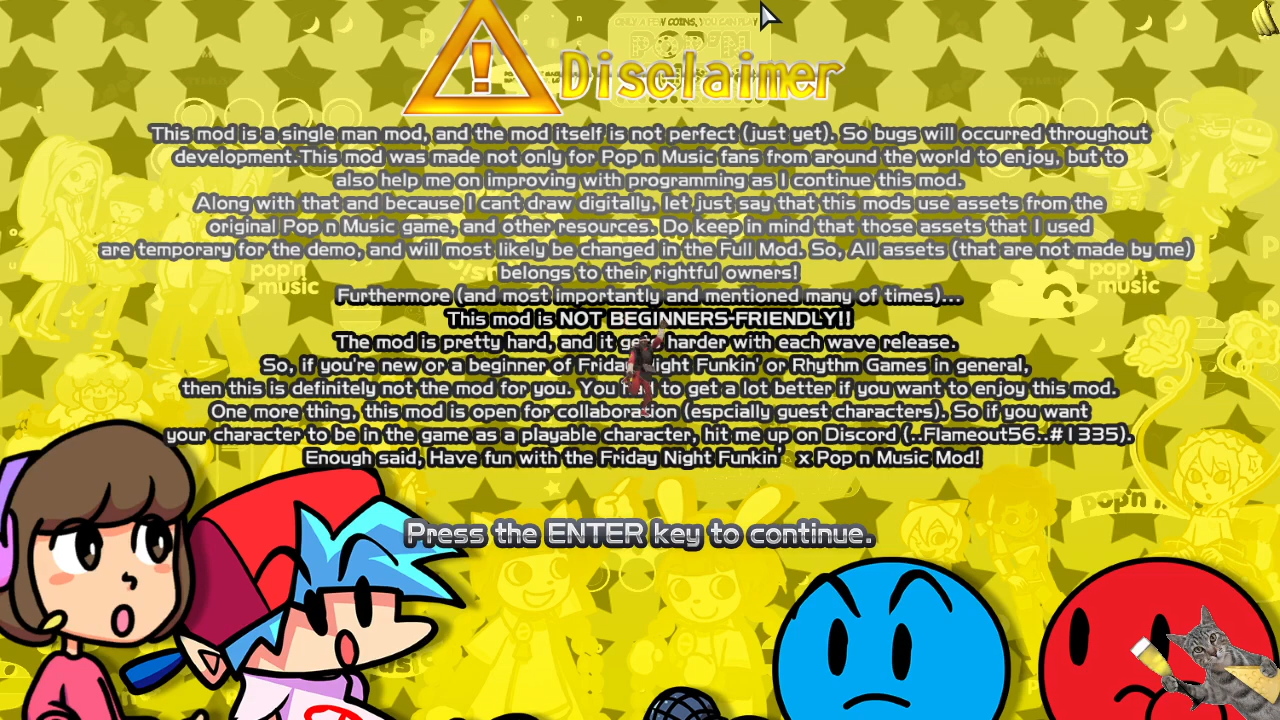 ONLY A FEW COINS, YOU CAN PLAY
POP'N
Disclaimer
This mod is a single man mod, and the mod itself is not perfect (just yet). So bugs will occurred throughout
development.This mod was made not only for Pop n Music fans from around the world to enjoy, but to
also help me on improving with programming as I continue this mod.
Along with that and because I cant draw digitally, let just say that this mods use assets from the
original Pop n Music game, and other resources. Do keep in mind that those assets that I used
are temporary for the demo, and will most likely be changed in the Full Mod. So, All assets (that are not made by me)
belongs to their rightful owners!
pop'n music
pop'n music
Furthermore (and most importantly and mentioned many of times)...
This mod is NOT BEGINNERS-FRIENDLY!!
The mod is pretty hard, and it gets harder with each wave release.
So, if you're new or a beginner of Friday Night Funkin' or Rhythm Games in general,
then this is definitely not the mod for you. You to get a lot better if you want to enjoy this mod.
One more thing, this mod is open for collaboration (espcially guest characters). So if you want
your character to be in the game as a playable character, hit me up on Discord (..Flameout56..#1335).
Enough said, Have fun with the Friday Night Funkin' x Pop n Music Mod!
pop'n
Press the ENTER key to continue.